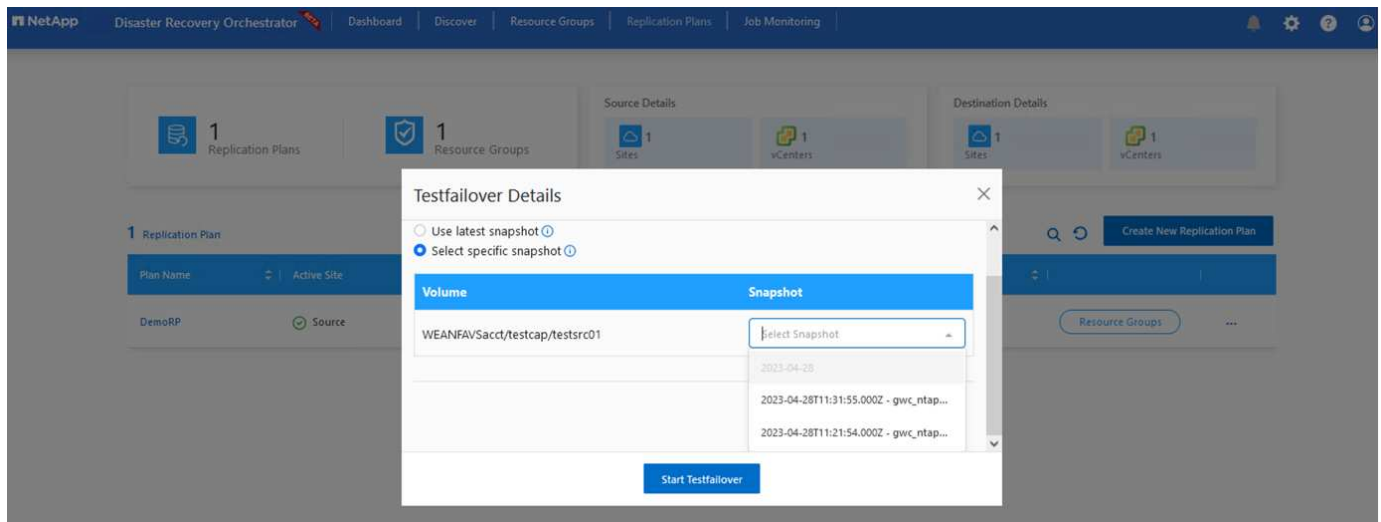 NetApp
Disaster Recovery Orchestrator
Dashboard
Discover
Resource Groups
Replication Plans
Job Monitoring
1
Replication Plans
1
Resource Groups
Source Details
1
Sites
1
vCenters
Destination Details
1
Sites
1
vCenters
1 Replication Plan
Create New Replication Plan
Plan Name
Active Site
DemoRP
Source
Resource Groups
...
Testfailover Details
Use latest snapshot
Select specific snapshot
Volume
Snapshot
WEANFAVSacct/testcap/testsrc01
Select Snapshot
2023-04-28
2023-04-28T11:31:55.000Z - gwc_ntap...
2023-04-28T11:21:54.000Z - gwc_ntap...
Start Testfailover